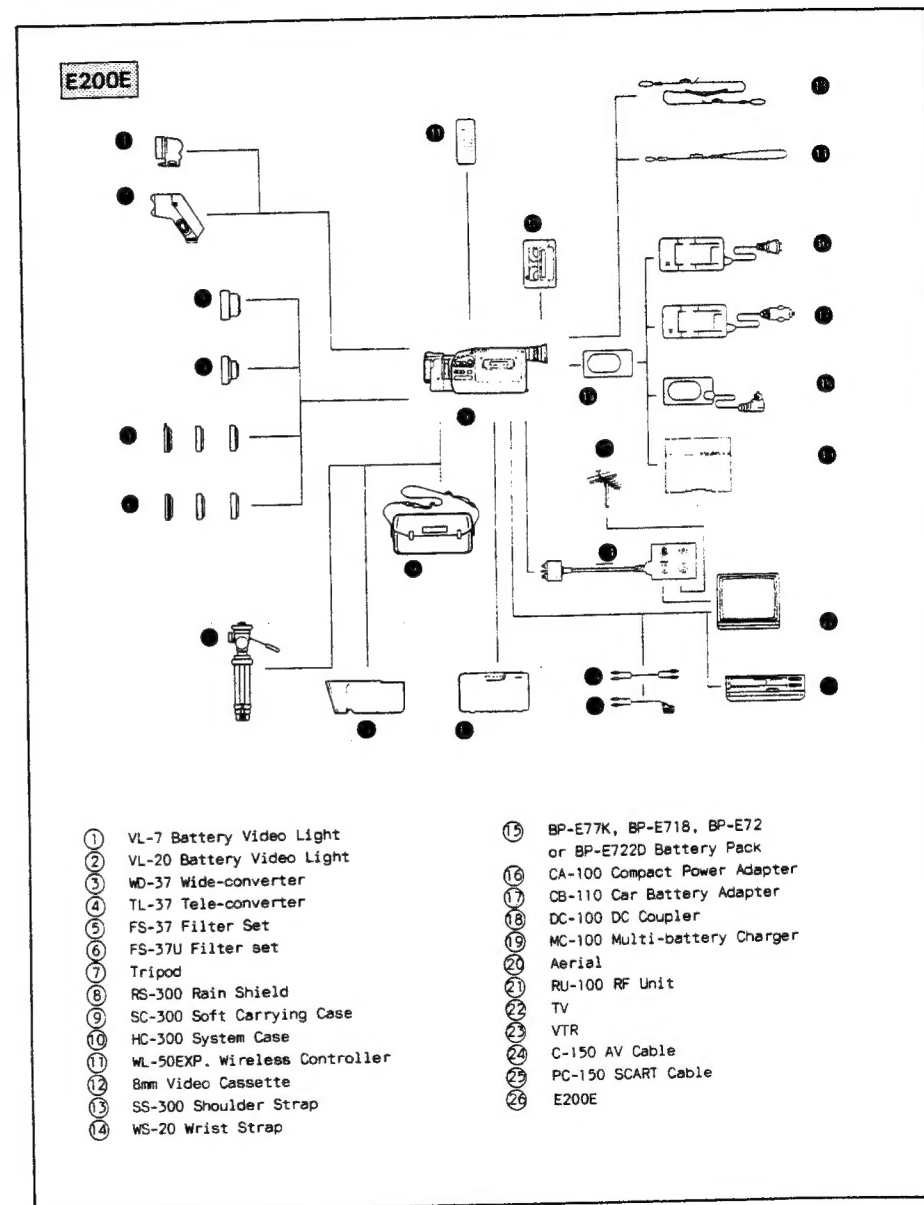 E200E
① VL-7 Battery Video Light
② VL-20 Battery Video Light
③ WD-37 Wide-converter
④ TL-37 Tele-converter
⑤ FS-37 Filter Set
⑥ FS-37U Filter set
⑦ Tripod
⑧ RS-300 Rain Shield
⑨ SC-300 Soft Carrying Case
⑩ HC-300 System Case
⑪ WL-50EXP. Wireless Controller
⑫ 8mm Video Cassette
⑬ SS-300 Shoulder Strap
⑭ WS-20 Wrist Strap
⑮ BP-E77K, BP-E718, BP-E72
or BP-E722D Battery Pack
⑯ CA-100 Compact Power Adapter
⑰ CB-110 Car Battery Adapter
⑱ DC-100 DC Coupler
⑲ MC-100 Multi-battery Charger
⑳ Aerial
㉑ RU-100 RF Unit
㉒ TV
㉓ VTR
㉔ C-150 AV Cable
㉕ PC-150 SCART Cable
㉖ E200E